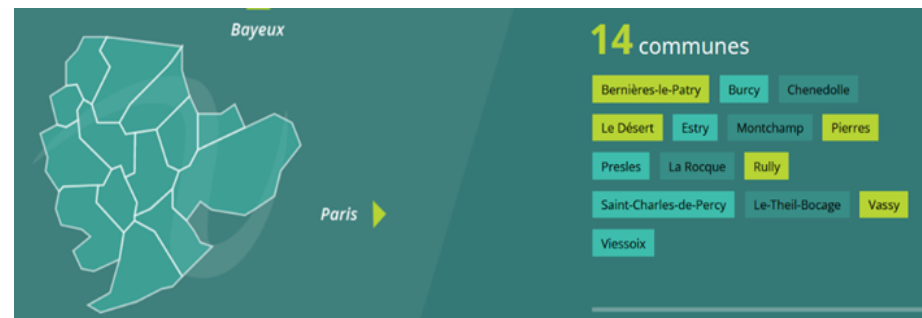 Bayeux
Paris
14 communes
Bernières-le-Patry Burcy Chenedolle
Le Désert Estry Montchamp Pierres
Presles La Rocque Rully
Saint-Charles-de-Percy Le-Theil-Bocage Vassy
Viessoix